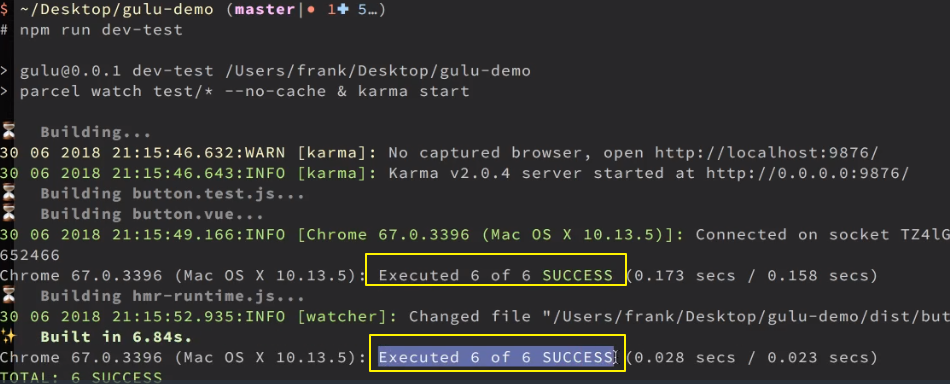 $ ~/Desktop/gulu-demo (master|● 1✚ 5…)
# npm run dev-test
> gulu@0.0.1 dev-test /Users/frank/Desktop/gulu-demo
> parcel watch test/* --no-cache & karma start
⏳ Building...
30 06 2018 21:15:46.632:WARN [karma]: No captured browser, open http://localhost:9876/
30 06 2018 21:15:46.643:INFO [karma]: Karma v2.0.4 server started at http://0.0.0.0:9876/
⏳ Building button.test.js...
⏳ Building button.vue...
30 06 2018 21:15:49.166:INFO [Chrome 67.0.3396 (Mac OS X 10.13.5)]: Connected on socket TZ4lG
652466
Chrome 67.0.3396 (Mac OS X 10.13.5): Executed 6 of 6 SUCCESS (0.173 secs / 0.158 secs)
⏳ Building hmr-runtime.js...
30 06 2018 21:15:52.935:INFO [watcher]: Changed file "/Users/frank/Desktop/gulu-demo/dist/but
✨ Built in 6.84s.
Chrome 67.0.3396 (Mac OS X 10.13.5): Executed 6 of 6 SUCCESS (0.028 secs / 0.023 secs)
TOTAL: 6 SUCCESS